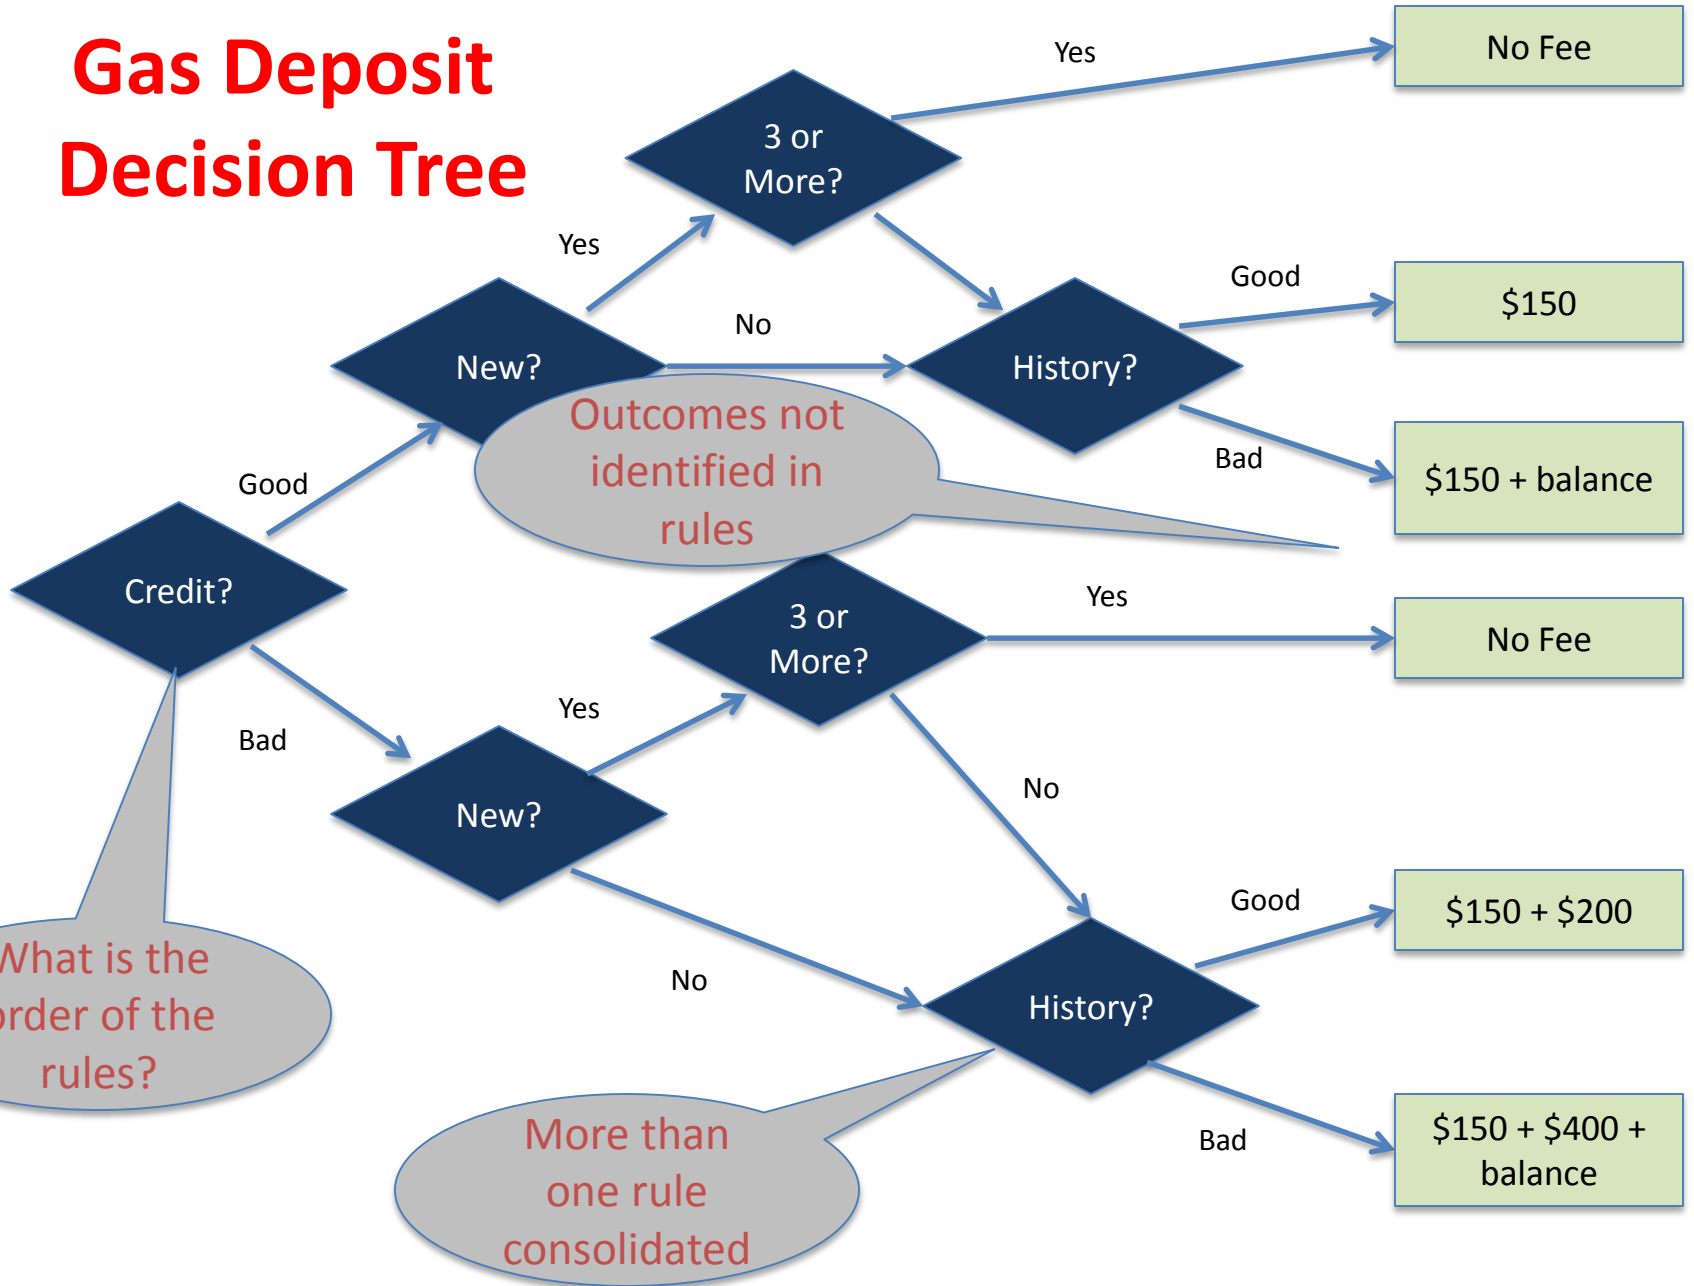 Gas Deposit
Decision Tree
Yes
No Fee
3 or
More?
Yes
Good
$150
No
New?
History?
Outcomes not
identified in
rules
Bad
$150 + balance
Good
Credit?
Yes
3 or
More?
No Fee
Bad
Yes
No
New?
Good
$150 + $200
What is the
order of the
rules?
No
History?
More than
one rule
consolidated
Bad
$150 + $400 +
balance